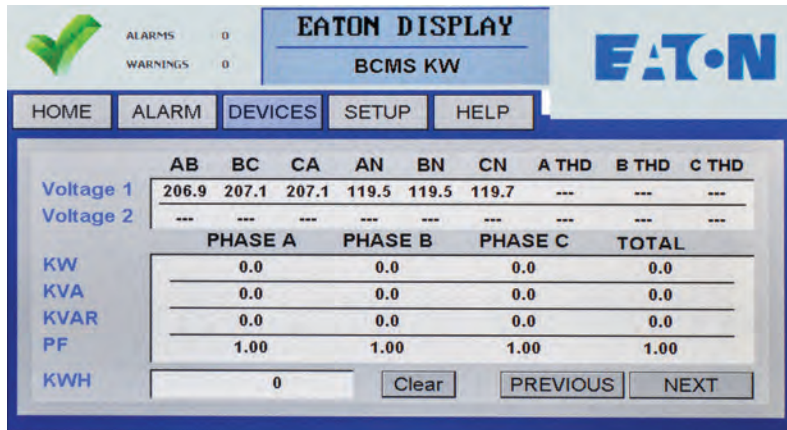 ALARMS 0
WARNINGS 0
EATON DISPLAY
BCMS KW
EATON
HOME ALARM DEVICES SETUP HELP
AB BC CA AN BN CN A THD B THD C THD
Voltage 1 206.9 207.1 207.1 119.5 119.5 119.7 --- --- ---
Voltage 2 --- --- --- --- --- --- --- --- ---
PHASE A PHASE B PHASE C TOTAL
KW 0.0 0.0 0.0 0.0
KVA 0.0 0.0 0.0 0.0
KVAR 0.0 0.0 0.0 0.0
PF 1.00 1.00 1.00 1.00
KWH 0 Clear PREVIOUS NEXT